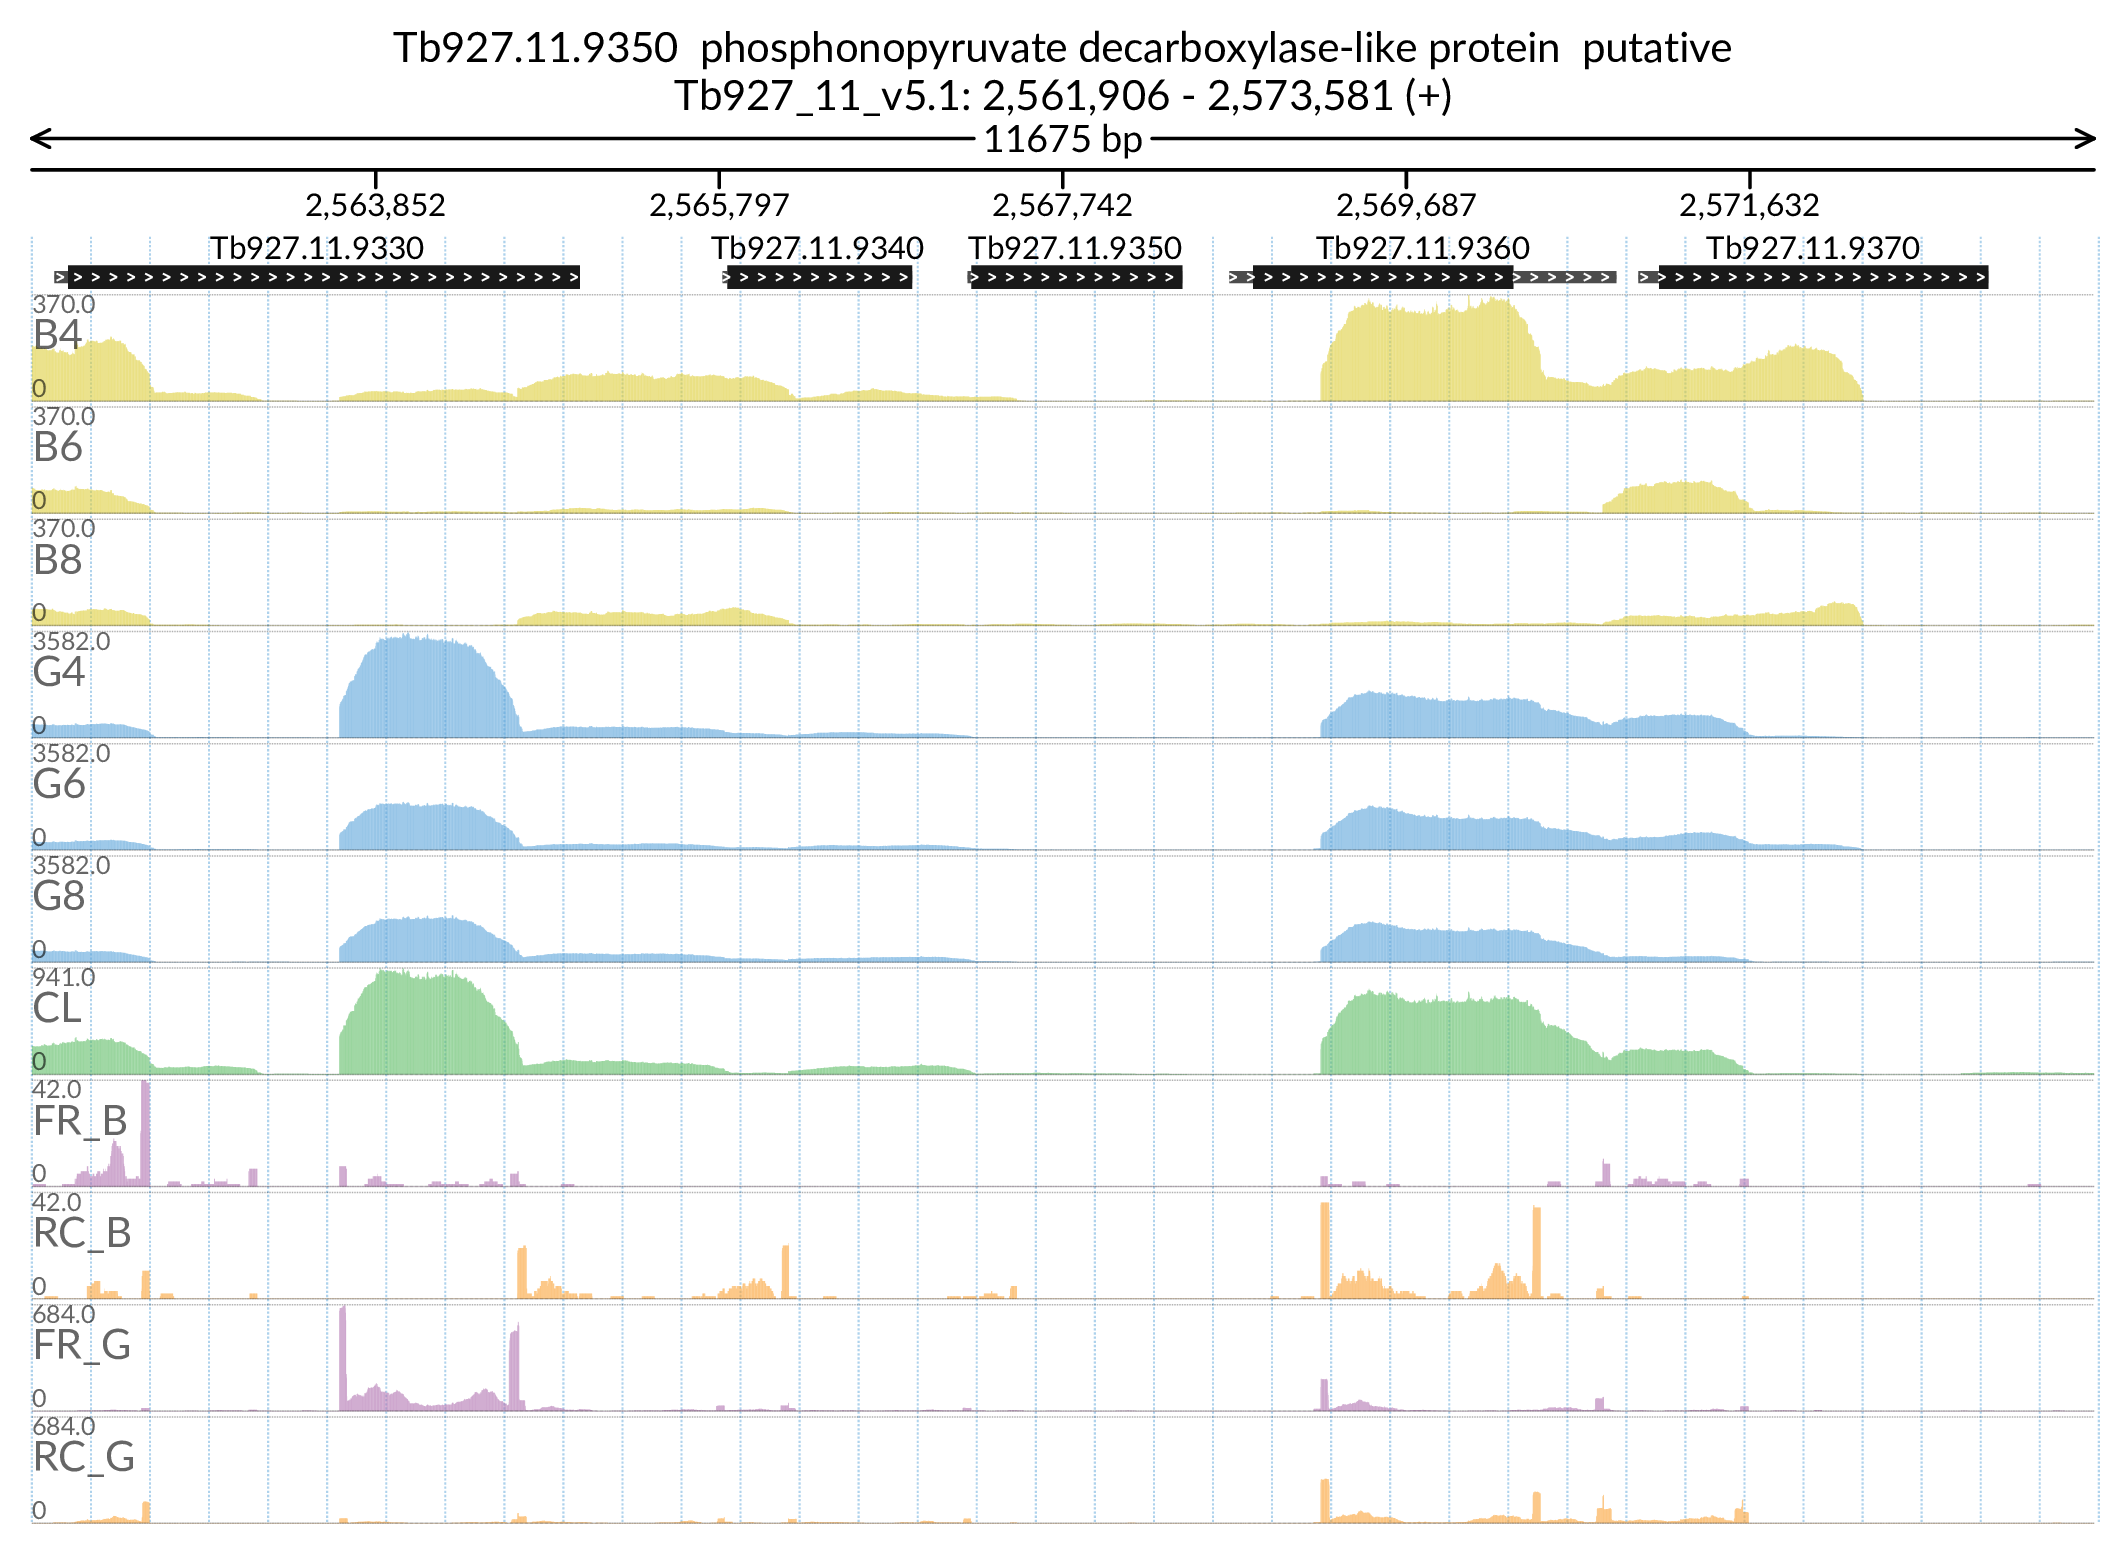 Tb927.11.9350  phosphonopyruvate decarboxylase-like protein  putative
Tb927_11_v5.1: 2,561,906 - 2,573,581 (+)
11675 bp
2,563,852 2,565,797 2,567,742 2,569,687 2,571,632
Tb927.11.9330 Tb927.11.9340 Tb927.11.9350 Tb927.11.9360 Tb927.11.9370
370.0
B4
0
370.0
B6
0
370.0
B8
0
3582.0
G4
0
3582.0
G6
0
3582.0
G8
0
941.0
CL
0
42.0
FR_B
0
42.0
RC_B
0
684.0
FR_G
0
684.0
RC_G
0